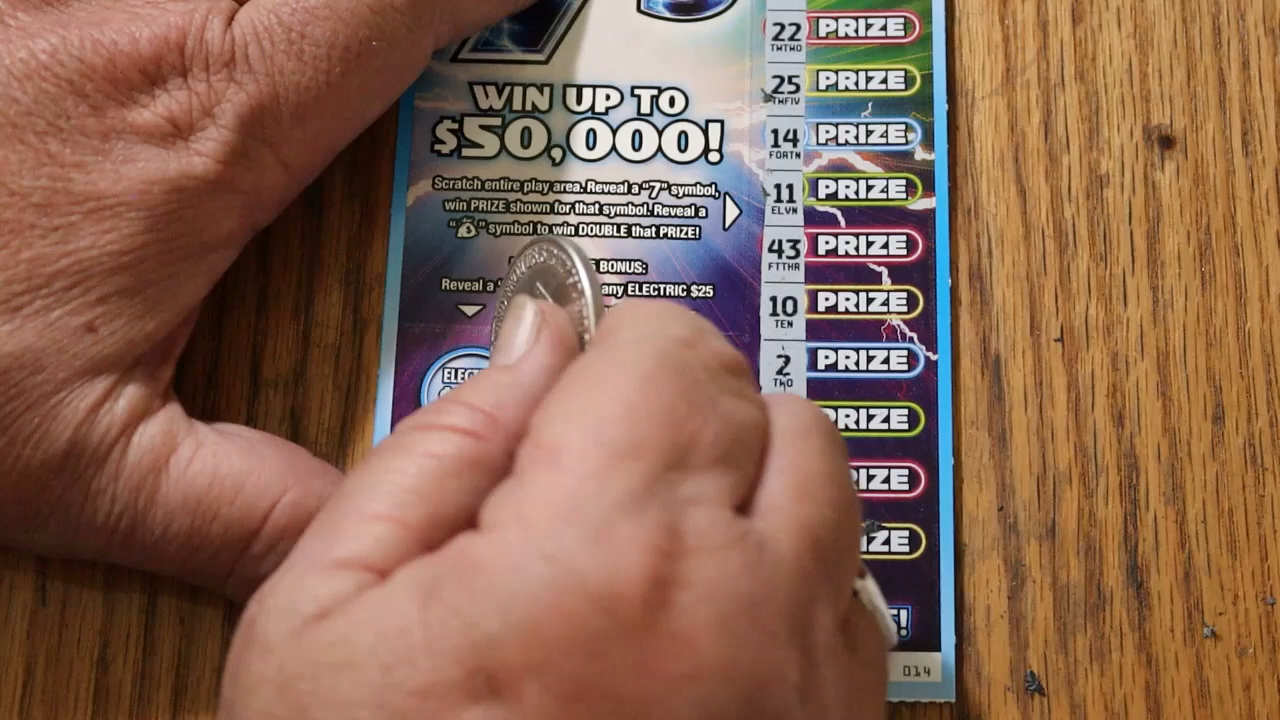 7
WIN UP TO
$50,000!
Scratch entire play area. Reveal a "7" symbol,
win PRIZE shown for that symbol. Reveal a
" " symbol to win DOUBLE that PRIZE!
BONUS:
Reveal a any ELECTRIC $25
22 PRIZE
TWTWO
25 PRIZE
TWFIV
14 PRIZE
FORTN
11 PRIZE
ELVN
43 PRIZE
FTTHR
10 PRIZE
TEN
2 PRIZE
TWO
PRIZE
014